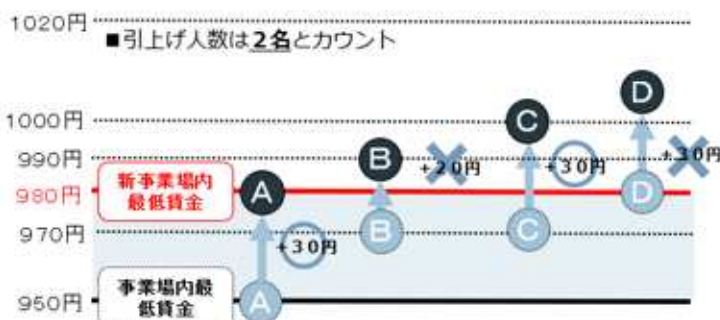 1020円
■引上げ人数は２名とカウント
D
1000円
C
990円
B
+20円
+30円
+30円
新事業場内
最低賃金
980円
A
D
970円
B
C
+30円
事業場内最
低賃金
950円
A